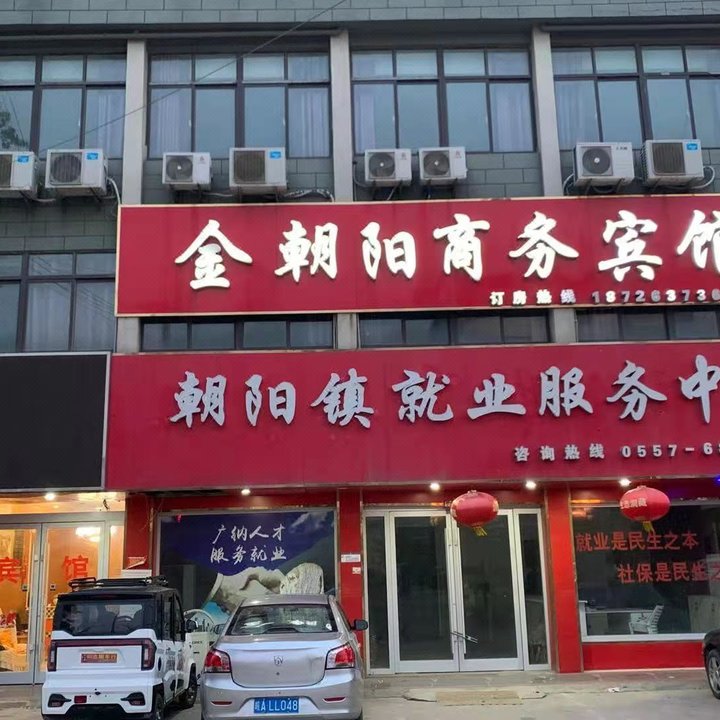 金朝阳商务宾馆
订房热线 187263730
朝阳镇就业服务中
咨询热线 0557-6
广纳人才
服务就业
就业是民生之本
社保是民生之
宾馆
皖A LL048